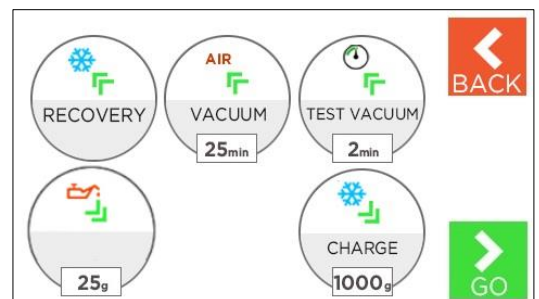 AIR
RECOVERY
VACUUM
TEST VACUUM
BACK
25min
2min
CHARGE
25g
1000g
GO